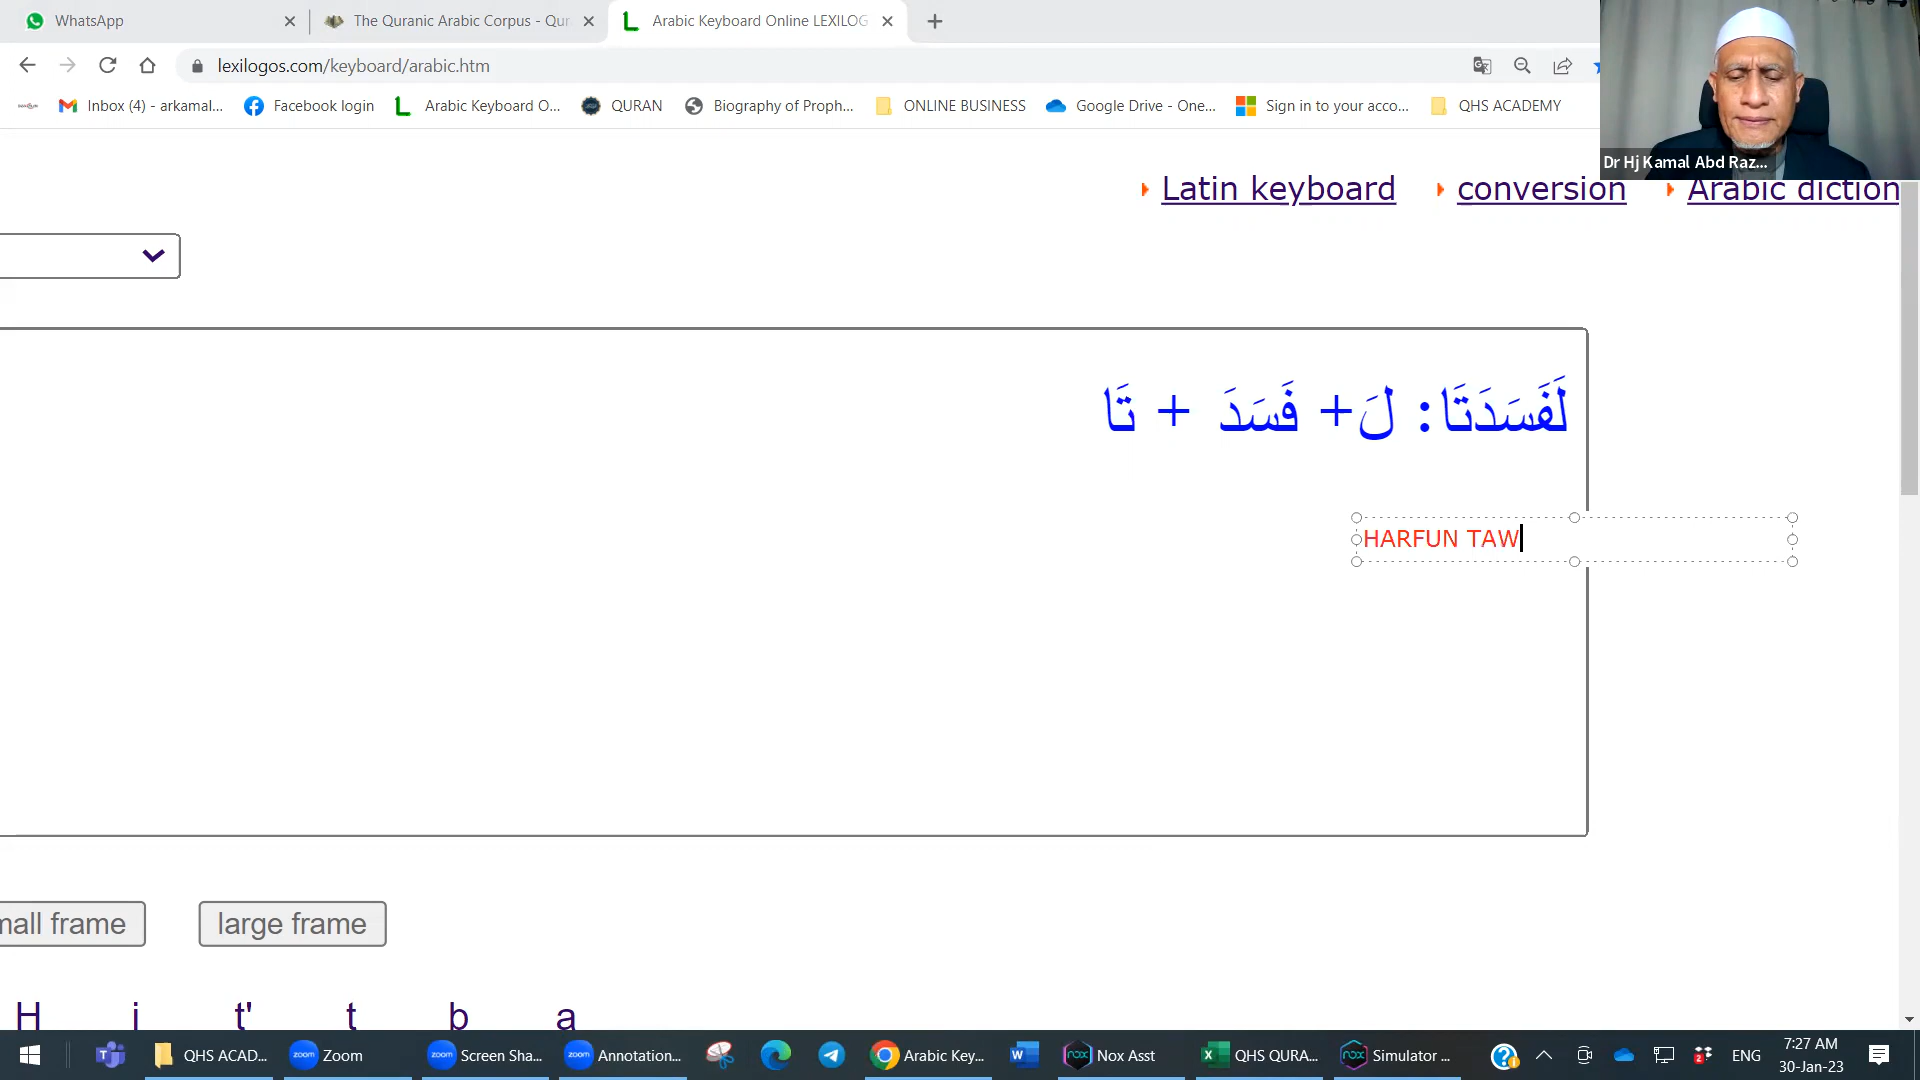 WhatsApp
The Quranic Arabic Corpus - Qur
Arabic Keyboard Online LEXILOG
lexilogos.com/keyboard/arabic.htm
Inbox (4) - arkamal...
Facebook login
Arabic Keyboard O...
QURAN
Biography of Proph...
ONLINE BUSINESS
Google Drive - One...
Sign in to your acco...
QHS ACADEMY
Dr Hj Kamal Abd Raz...
Latin keyboard
conversion
Arabic diction
لَفَسَدَتَا: لَ+ فَسَدَ + تَا
HARFUN TAW
mall frame
large frame
H i t' t b a
QHS ACAD...
Zoom
Screen Sha...
Annotation...
Arabic Key...
Nox Asst
QHS QURA...
Simulator ...
ENG
7:27 AM
30-Jan-23